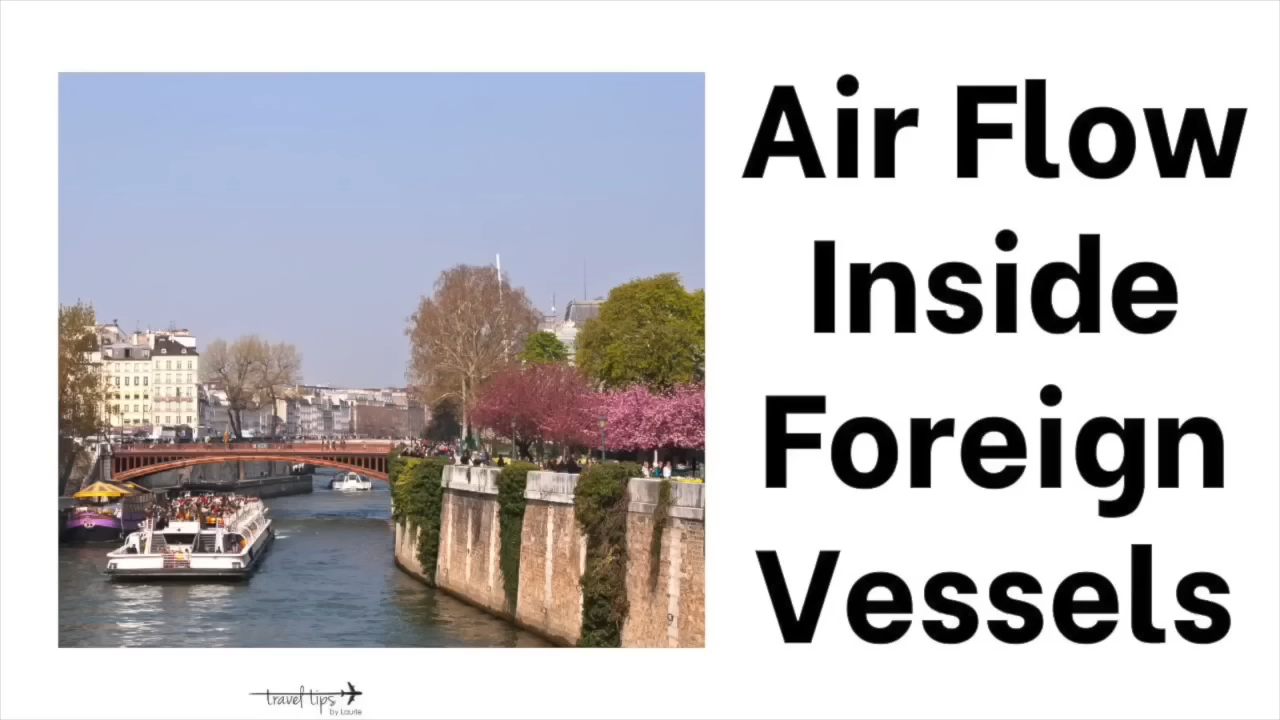 Air Flow
Inside
Foreign
Vessels
travel tips
by Laurie